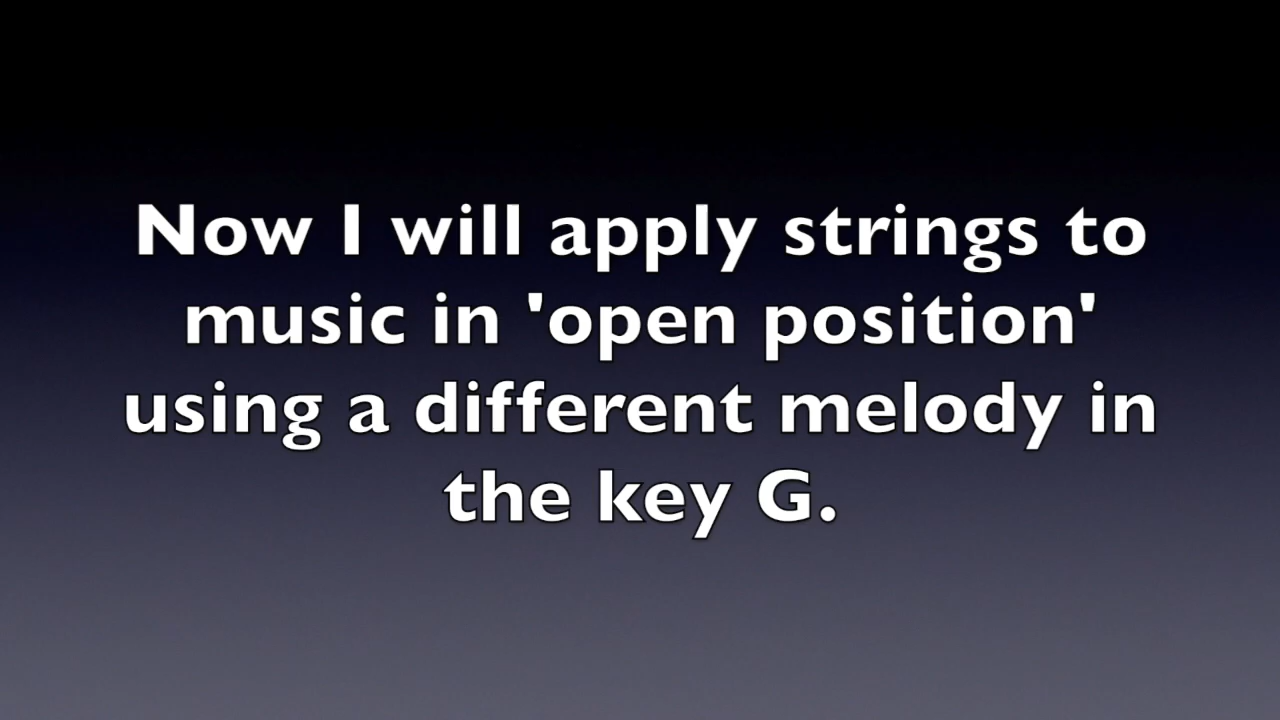 Now I will apply strings to
music in 'open position'
using a different melody in
the key G.